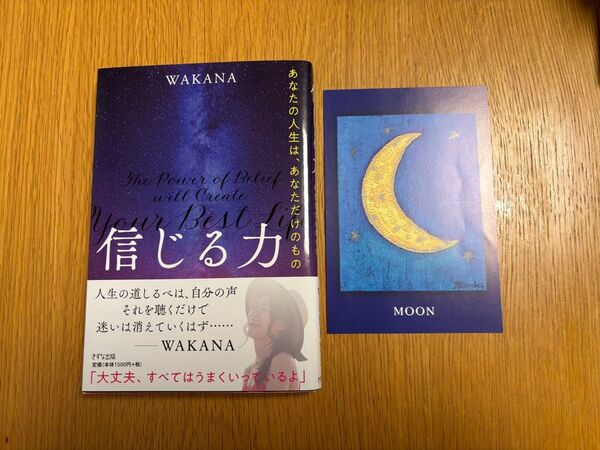 WAKANA
あなたの人生は、あなただけのもの
The Power of Belief
will Create
Your Best Life
信じる力
人生の道しるべは、自分の声
それを聴くだけで
迷いは消えていくはず……
──WAKANA
きずな出版
定価(本体1500円+税)
「大丈夫、すべてはうまくいっているよ」
MOON